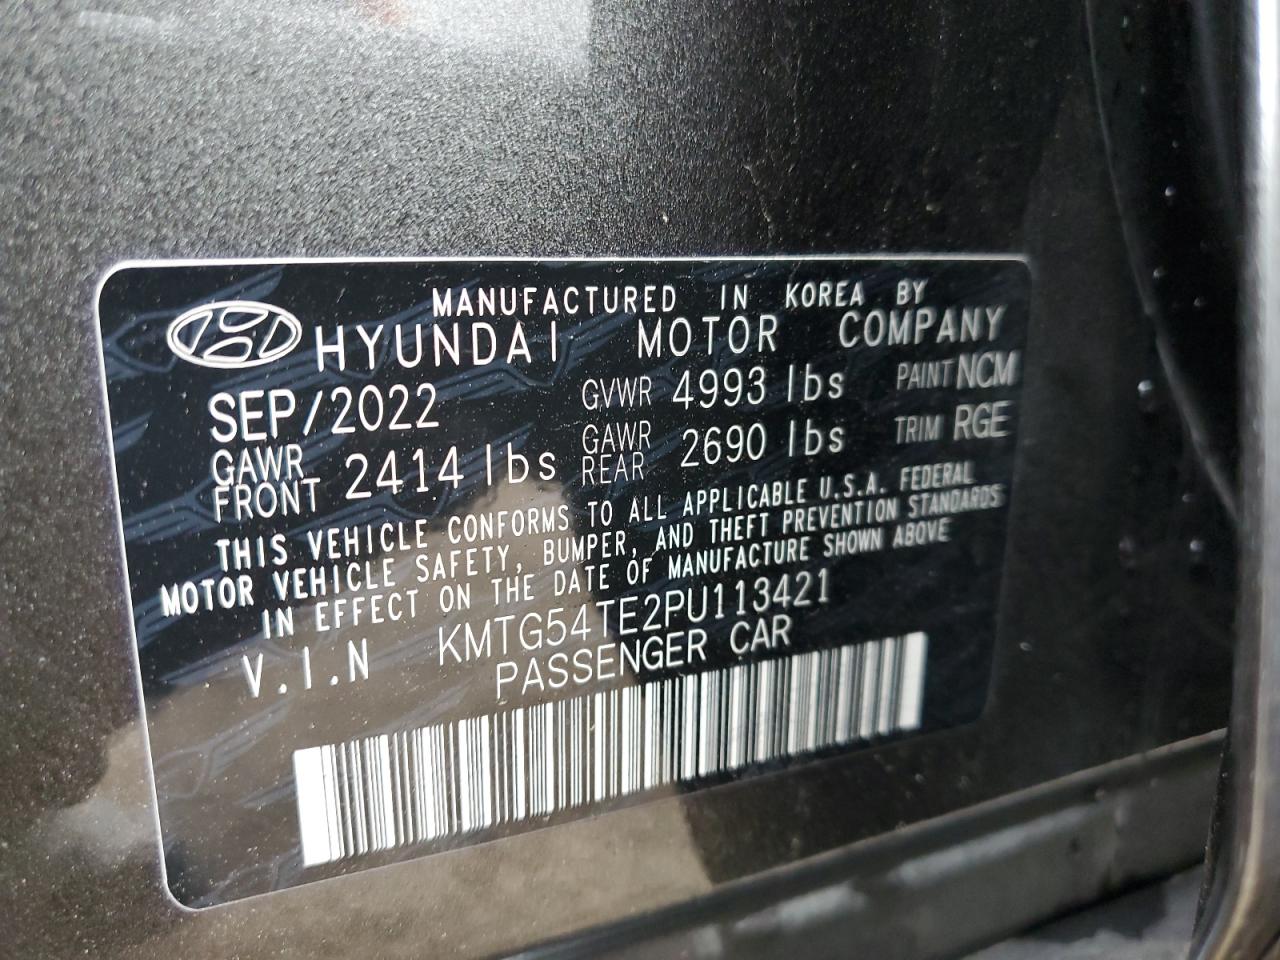 MANUFACTURED IN KOREA BY
HYUNDAI MOTOR COMPANY
SEP/2022 GVWR 4993 lbs PAINT NCM
GAWR FRONT 2414 lbs GAWR REAR 2690 lbs TRIM RGE
THIS VEHICLE CONFORMS TO ALL APPLICABLE U.S.A. FEDERAL
MOTOR VEHICLE SAFETY, BUMPER, AND THEFT PREVENTION STANDARDS
IN EFFECT ON THE DATE OF MANUFACTURE SHOWN ABOVE
V.I.N KMTG54TE2PU113421
PASSENGER CAR